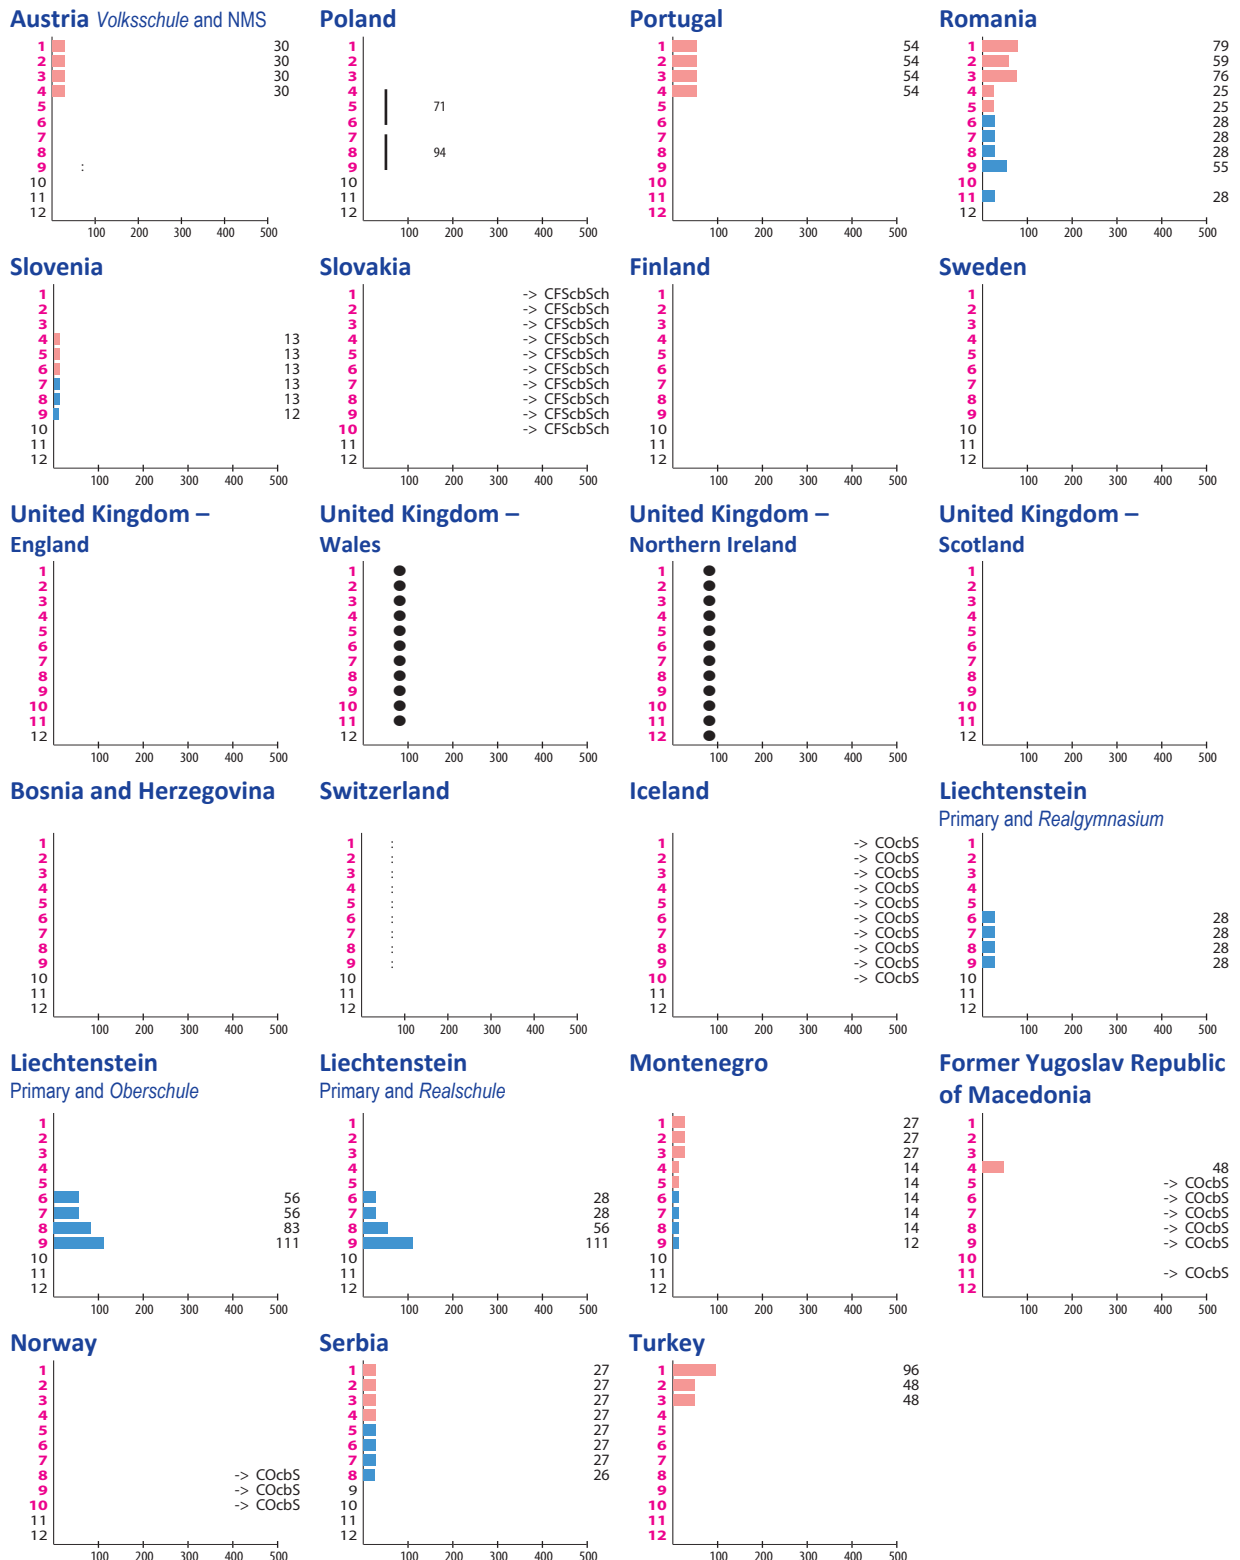 Austria Volksschule and NMS
1 30
2 30
3 30
4 30
5
6
7
8
9 :
10
11
12
100 200 300 400 500
Poland
1
2
3
4
5 71
6
7
8 94
9
10
11
12
100 200 300 400 500
Portugal
1 54
2 54
3 54
4 54
5
6
7
8
9
10
11
12
100 200 300 400 500
Romania
1 79
2 59
3 76
4 25
5 25
6 28
7 28
8 28
9 55
10
11 28
12
100 200 300 400 500
Slovenia
1
2
3
4 13
5 13
6 13
7 13
8 13
9 12
10
11
12
100 200 300 400 500
Slovakia
1 -> CFScbSch
2 -> CFScbSch
3 -> CFScbSch
4 -> CFScbSch
5 -> CFScbSch
6 -> CFScbSch
7 -> CFScbSch
8 -> CFScbSch
9 -> CFScbSch
10 -> CFScbSch
11
12
100 200 300 400 500
Finland
1
2
3
4
5
6
7
8
9
10
11
12
100 200 300 400 500
Sweden
1
2
3
4
5
6
7
8
9
10
11
12
100 200 300 400 500
United Kingdom –
England
1
2
3
4
5
6
7
8
9
10
11
12
100 200 300 400 500
United Kingdom –
Wales
1
2
3
4
5
6
7
8
9
10
11
12
100 200 300 400 500
United Kingdom –
Northern Ireland
1
2
3
4
5
6
7
8
9
10
11
12
100 200 300 400 500
United Kingdom –
Scotland
1
2
3
4
5
6
7
8
9
10
11
12
100 200 300 400 500
Bosnia and Herzegovina
1
2
3
4
5
6
7
8
9
10
11
12
100 200 300 400 500
Switzerland
1 :
2 :
3 :
4 :
5 :
6 :
7 :
8 :
9 :
10
11
12
100 200 300 400 500
Iceland
1 -> COcbS
2 -> COcbS
3 -> COcbS
4 -> COcbS
5 -> COcbS
6 -> COcbS
7 -> COcbS
8 -> COcbS
9 -> COcbS
10 -> COcbS
11
12
100 200 300 400 500
Liechtenstein
Primary and Realgymnasium
1
2
3
4
5
6 28
7 28
8 28
9 28
10
11
12
100 200 300 400 500
Liechtenstein
Primary and Oberschule
1
2
3
4
5
6 56
7 56
8 83
9 111
10
11
12
100 200 300 400 500
Liechtenstein
Primary and Realschule
1
2
3
4
5
6 28
7 28
8 56
9 111
10
11
12
100 200 300 400 500
Montenegro
1 27
2 27
3 27
4 14
5 14
6 14
7 14
8 14
9 12
10
11
12
100 200 300 400 500
Former Yugoslav Republic
of Macedonia
1
2
3
4 48
5 -> COcbS
6 -> COcbS
7 -> COcbS
8 -> COcbS
9 -> COcbS
10
11 -> COcbS
12
100 200 300 400 500
Norway
1
2
3
4
5
6
7
8 -> COcbS
9 -> COcbS
10 -> COcbS
11
12
100 200 300 400 500
Serbia
1 27
2 27
3 27
4 27
5 27
6 27
7 27
8 26
9
10
11
12
100 200 300 400 500
Turkey
1 96
2 48
3 48
4
5
6
7
8
9
10
11
12
100 200 300 400 500